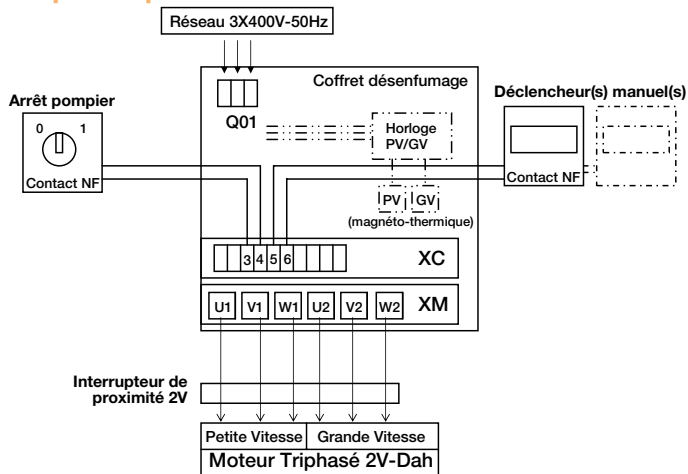 Réseau 3X400V-50Hz
Coffret désenfumage
Q01
Horloge
PV/GV
PV
GV
(magnéto-thermique)
Arrêt pompier
0
1
Contact NF
Déclencheur(s) manuel(s)
Contact NF
3
4
5
6
XC
U1
V1
W1
U2
V2
W2
XM
Interrupteur de
proximité 2V
Petite Vitesse
Grande Vitesse
Moteur Triphasé 2V-Dah